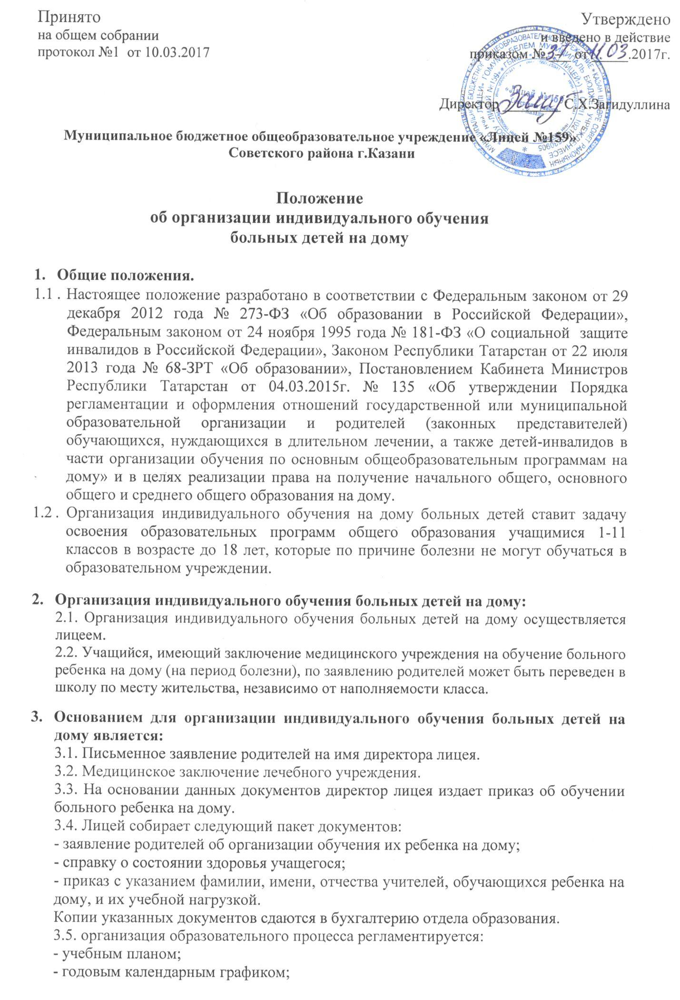 Принято
на общем собрании
протокол №1 от 10.03.2017
Утверждено
и введено в действие
приказом № 37 от 11.03.2017г.
Директор С.Х.Загидуллина
«Лицей №159»
Советского района
г. Казани
Муниципальное бюджетное общеобразовательное учреждение «Лицей №159»
Советского района г.Казани
Положение
об организации индивидуального обучения
больных детей на дому
1. Общие положения.
1.1 . Настоящее положение разработано в соответствии с Федеральным законом от 29
декабря 2012 года № 273-ФЗ «Об образовании в Российской Федерации»,
Федеральным законом от 24 ноября 1995 года № 181-ФЗ «О социальной защите
инвалидов в Российской Федерации», Законом Республики Татарстан от 22 июля
2013 года № 68-ЗРТ «Об образовании», Постановлением Кабинета Министров
Республики Татарстан от 04.03.2015г. № 135 «Об утверждении Порядка
регламентации и оформления отношений государственной или муниципальной
образовательной организации и родителей (законных представителей)
обучающихся, нуждающихся в длительном лечении, а также детей-инвалидов в
части организации обучения по основным общеобразовательным программам на
дому» и в целях реализации права на получение начального общего, основного
общего и среднего общего образования на дому.
1.2 . Организация индивидуального обучения на дому больных детей ставит задачу
освоения образовательных программ общего образования учащимися 1-11
классов в возрасте до 18 лет, которые по причине болезни не могут обучаться в
образовательном учреждении.
2. Организация индивидуального обучения больных детей на дому:
2.1. Организация индивидуального обучения больных детей на дому осуществляется
лицеем.
2.2. Учащийся, имеющий заключение медицинского учреждения на обучение больного
ребенка на дому (на период болезни), по заявлению родителей может быть переведен в
школу по месту жительства, независимо от наполняемости класса.
3. Основанием для организации индивидуального обучения больных детей на
дому является:
3.1. Письменное заявление родителей на имя директора лицея.
3.2. Медицинское заключение лечебного учреждения.
3.3. На основании данных документов директор лицея издает приказ об обучении
больного ребенка на дому.
3.4. Лицей собирает следующий пакет документов:
- заявление родителей об организации обучения их ребенка на дому;
- справку о состоянии здоровья учащегося;
- приказ с указанием фамилии, имени, отчества учителей, обучающихся ребенка на
дому, и их учебной нагрузкой.
Копии указанных документов сдаются в бухгалтерию отдела образования.
3.5. организация образовательного процесса регламентируется:
- учебным планом;
- годовым календарным графиком;